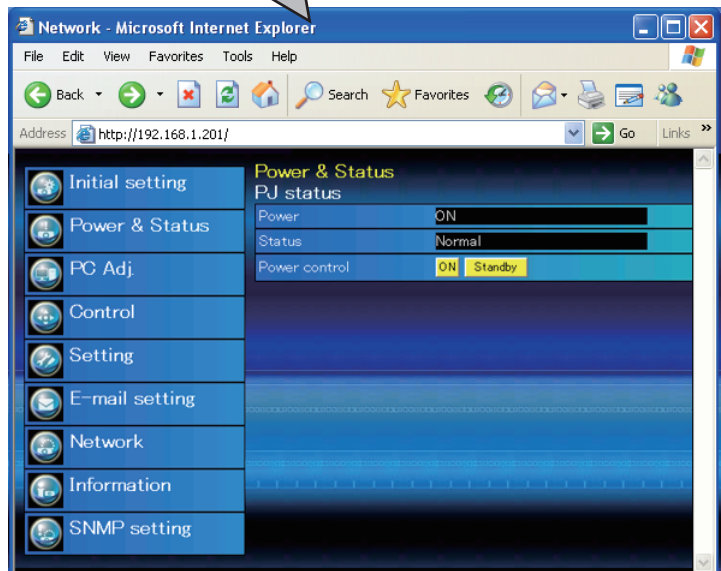 Network - Microsoft Internet Explorer
File Edit View Favorites Tools Help
Back Search Favorites
Address http://192.168.1.201/ Go Links »
Initial setting
Power & Status
PC Adj.
Control
Setting
E-mail setting
Network
Information
SNMP setting
Power & Status
PJ status
Power ON
Status Normal
Power control ON Standby